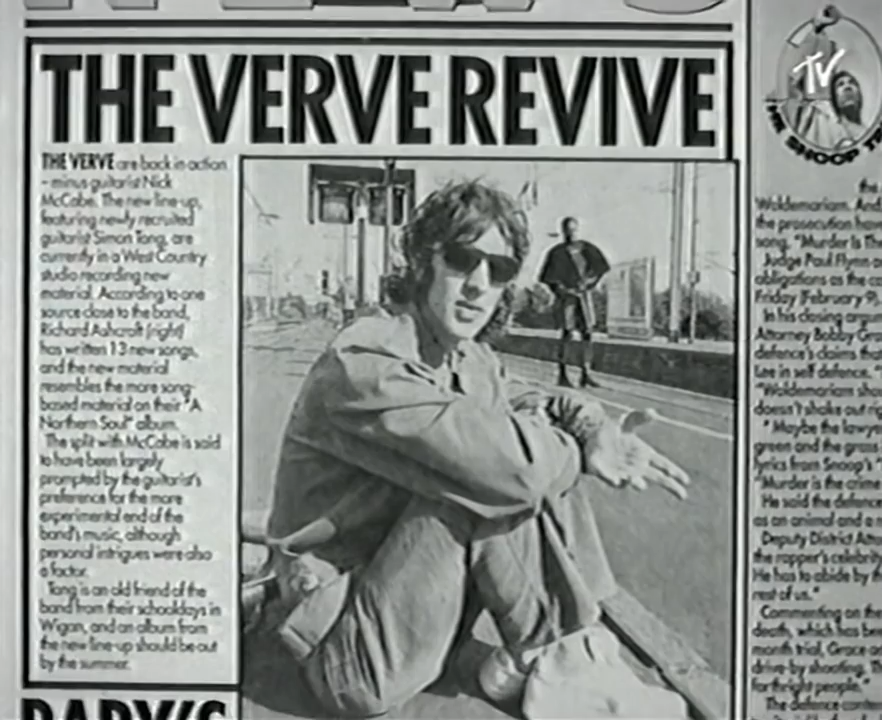 THE VERVE REVIVE
THE VERVE are back in action
– minus guitarist Nick
McCabe. The new line-up,
featuring newly recruited
guitarist Simon Tong, are
currently in a West Country
studio recording new
material. According to one
source close to the band,
Richard Ashcroft (right)
has written 13 new songs,
and the new material
resembles the more song-
based material on their "A
Northern Soul" album.
The split with McCabe is said
to have been largely
prompted by the guitarist's
preference for the more
experimental end of the
band's music, although
personal intrigues were also
a factor.
Tong is an old friend of the
band from their schooldays in
Wigan, and an album from
the new line-up should be out
by the summer.
TV
the
Woldemariam. And
the prosecution have
song, "Murder Is The
Judge Paul Flynn
obligations as the
Friday (February 9).
In his closing
Attorney Bobby
defence's claims that
Lee in self defence. "
"Woldemariam
doesn't shake out
"Maybe the
green and the grass
lyrics from Snoop's "
"Murder is the crime
He said the defence
as an animal and a
Deputy District
the rapper's celebrity
He has to abide by
rest of us."
Commenting on the
death, which has
month trial, Grace
drive-by shooting.
forthright people."
The defence